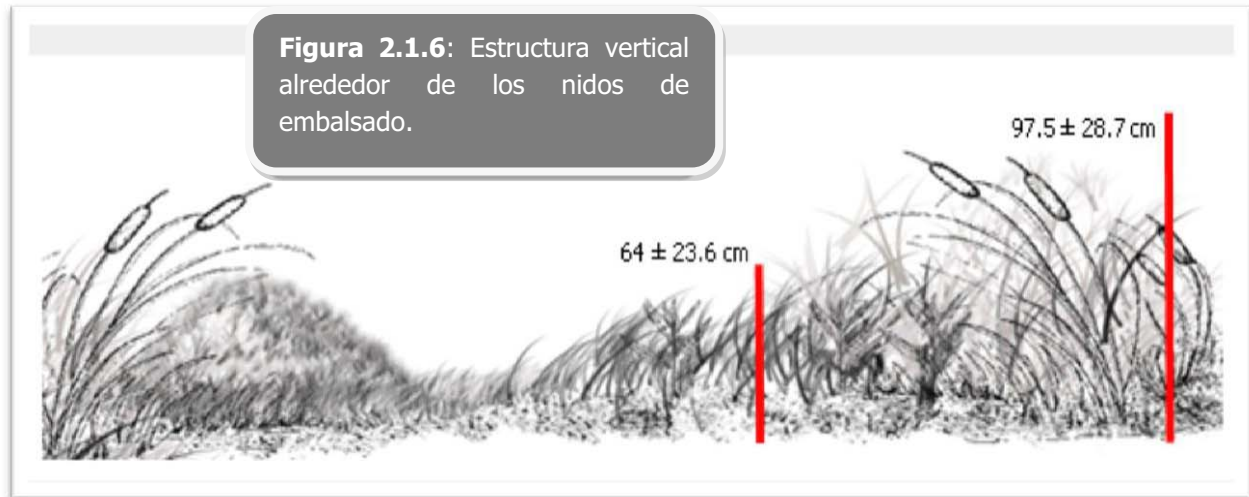 Figura 2.1.6: Estructura vertical
alrededor de los nidos de
embalsado.
97.5 ± 28.7 cm
64 ± 23.6 cm